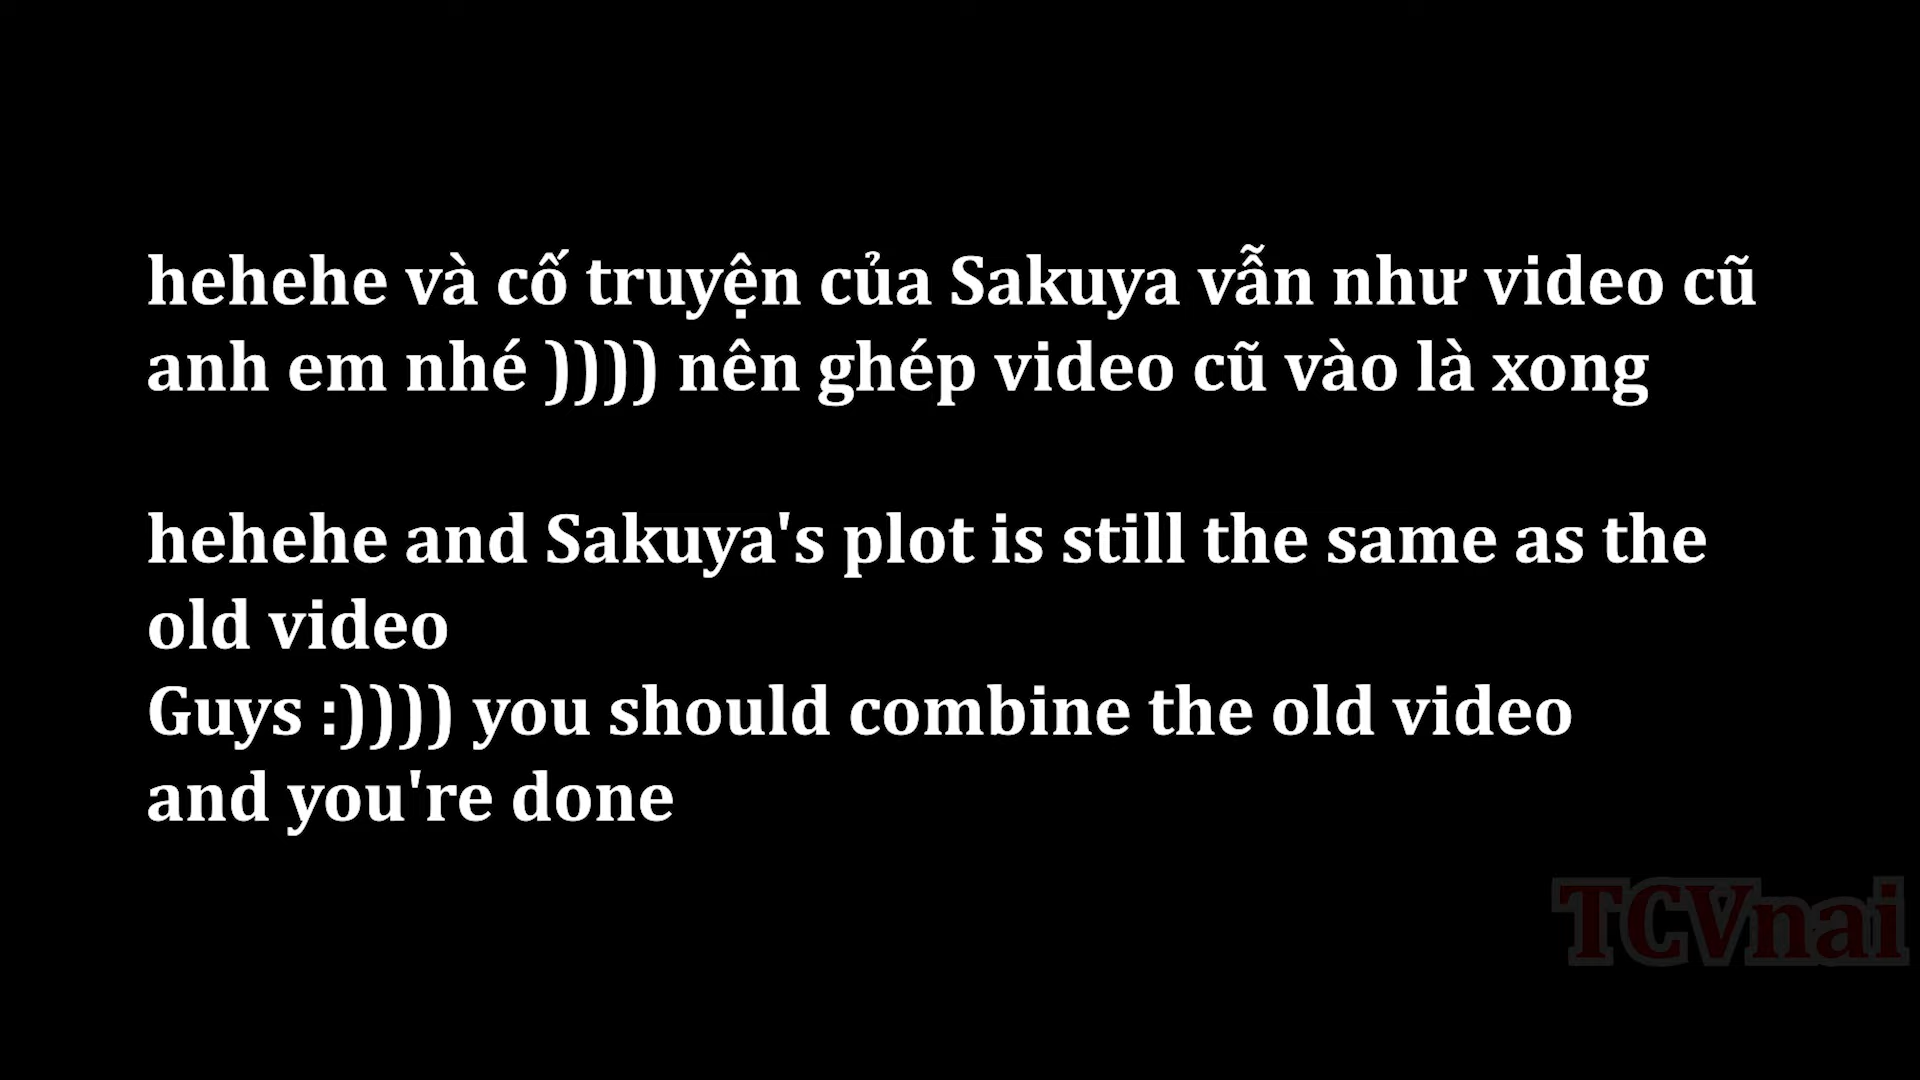 hehehe và cố truyện của Sakuya vẫn như video cũ
anh em nhé )))) nên ghép video cũ vào là xong
hehehe and Sakuya's plot is still the same as the
old video
Guys :)))) you should combine the old video
and you're done
TCVnai